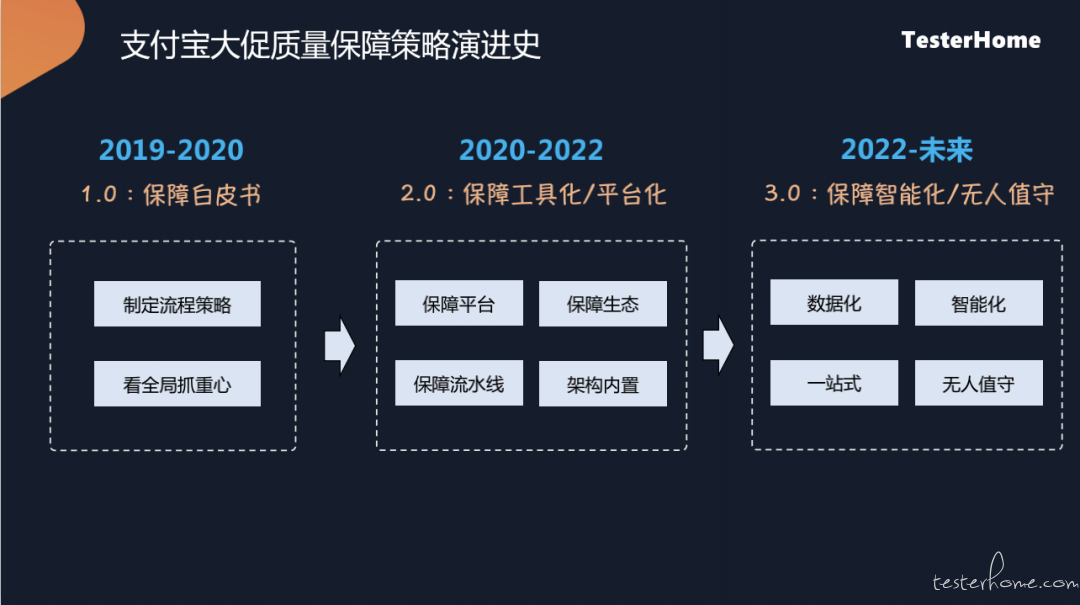 支付宝大促质量保障策略演进史
TesterHome
2019-2020
1.0：保障白皮书
制定流程策略
看全局抓重心
2020-2022
2.0：保障工具化/平台化
保障平台
保障生态
保障流水线
架构内置
2022-未来
3.0：保障智能化/无人值守
数据化
智能化
一站式
无人值守
testerhome.com